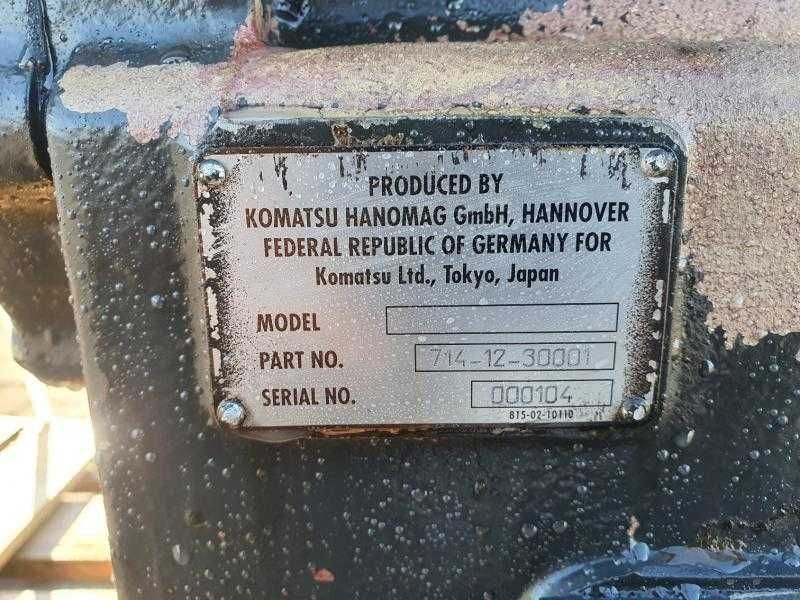 PRODUCED BY
KOMATSU HANOMAG GmbH, HANNOVER
FEDERAL REPUBLIC OF GERMANY FOR
Komatsu Ltd., Tokyo, Japan
MODEL
PART NO. 714-12-30001
SERIAL NO. 000104
8T5-02-10110